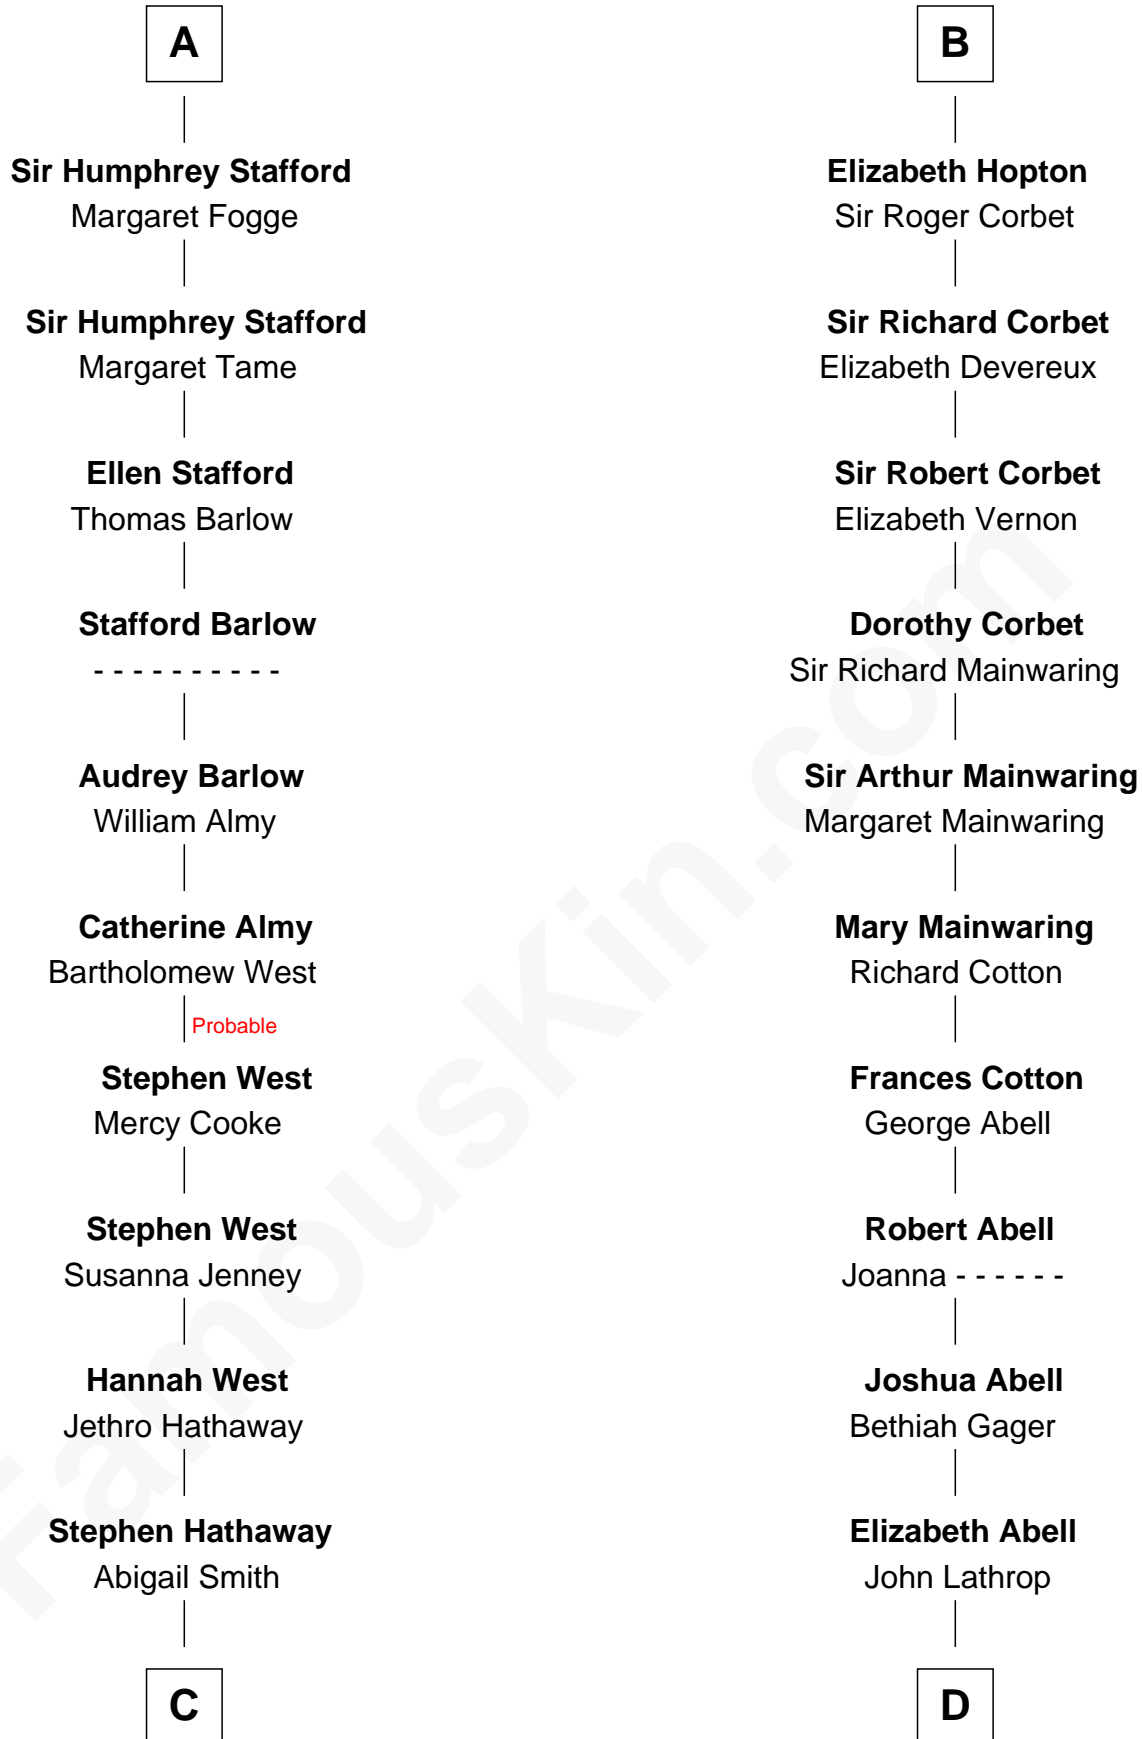 A
Sir Humphrey Stafford
Margaret Fogge
Sir Humphrey Stafford
Margaret Tame
Ellen Stafford
Thomas Barlow
Stafford Barlow
- - - - - - - - - -
Audrey Barlow
William Almy
Catherine Almy
Bartholomew West
Probable
Stephen West
Mercy Cooke
Stephen West
Susanna Jenney
Hannah West
Jethro Hathaway
Stephen Hathaway
Abigail Smith
C
B
Elizabeth Hopton
Sir Roger Corbet
Sir Richard Corbet
Elizabeth Devereux
Sir Robert Corbet
Elizabeth Vernon
Dorothy Corbet
Sir Richard Mainwaring
Sir Arthur Mainwaring
Margaret Mainwaring
Mary Mainwaring
Richard Cotton
Frances Cotton
George Abell
Robert Abell
Joanna - - - - - -
Joshua Abell
Bethiah Gager
Elizabeth Abell
John Lathrop
D
FamousKin.com